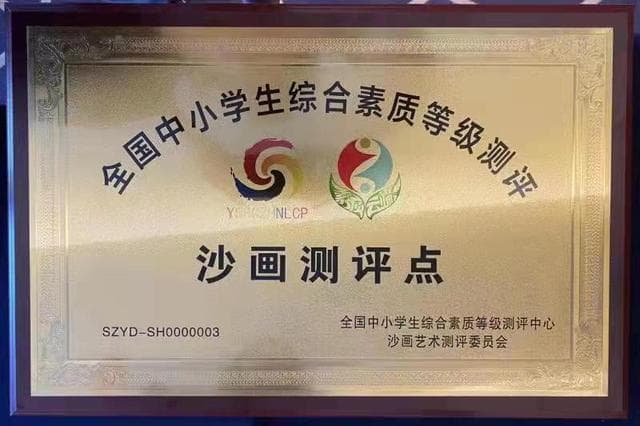 全国中小学生综合素质等级测评
沙画测评点
SZYD-SH0000003
全国中小学生综合素质等级测评中心
沙画艺术测评委员会